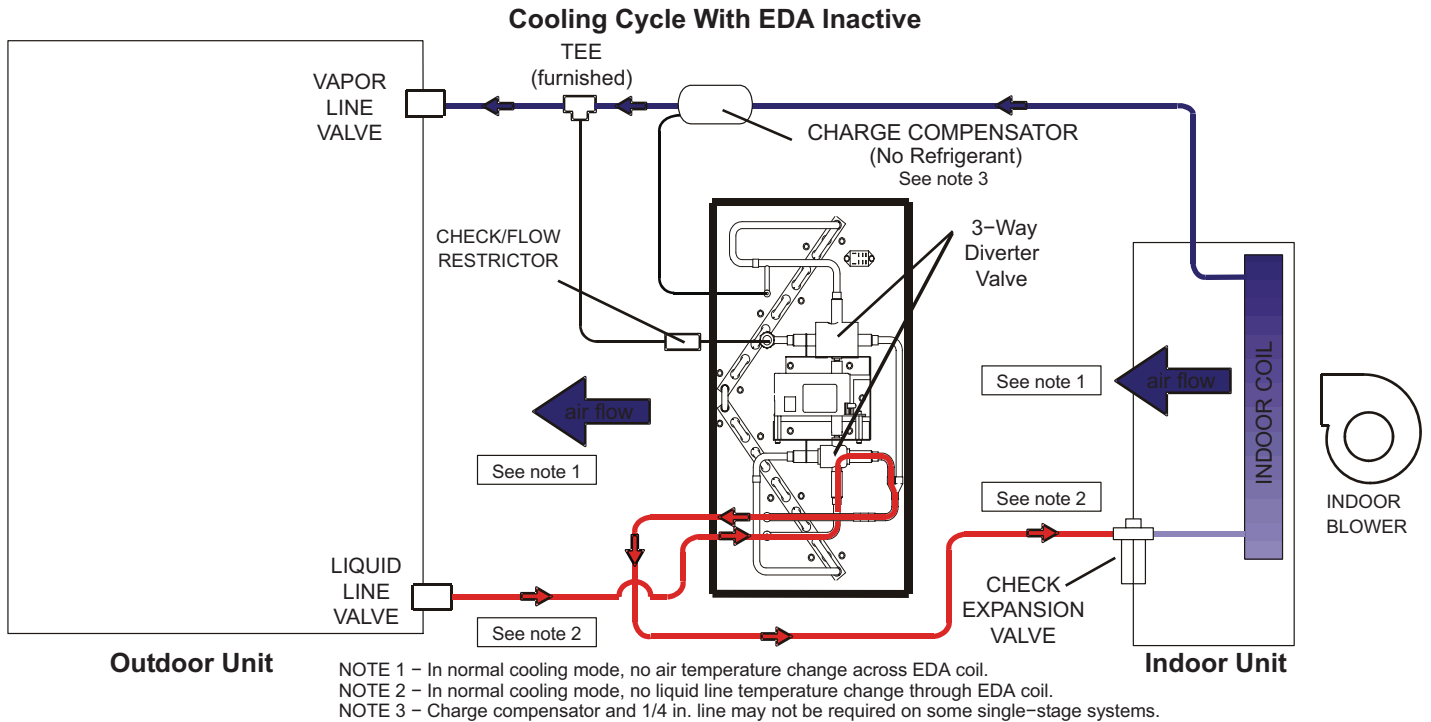 Cooling Cycle With EDA Inactive
TEE
(furnished)
VAPOR
LINE
VALVE
CHARGE COMPENSATOR
(No Refrigerant)
See note 3
CHECK/FLOW
RESTRICTOR
3−Way
Diverter
Valve
air flow
See note 1
See note 1
air flow
INDOOR COIL
See note 2
INDOOR
BLOWER
LIQUID
LINE
VALVE
See note 2
CHECK
EXPANSION
VALVE
Outdoor Unit
Indoor Unit
NOTE 1 − In normal cooling mode, no air temperature change across EDA coil.
NOTE 2 − In normal cooling mode, no liquid line temperature change through EDA coil.
NOTE 3 − Charge compensator and 1/4 in. line may not be required on some single−stage systems.